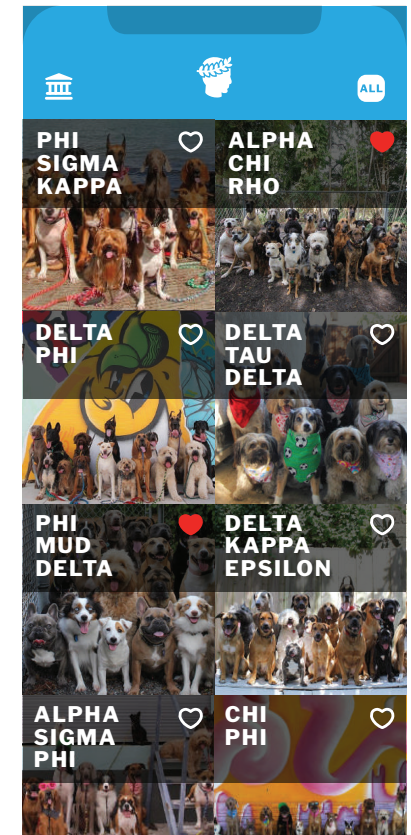 ALL
PHI
SIGMA
KAPPA
ALPHA
CHI
RHO
DELTA
PHI
DELTA
TAU
DELTA
PHI
MUD
DELTA
DELTA
KAPPA
EPSILON
ALPHA
SIGMA
PHI
CHI
PHI